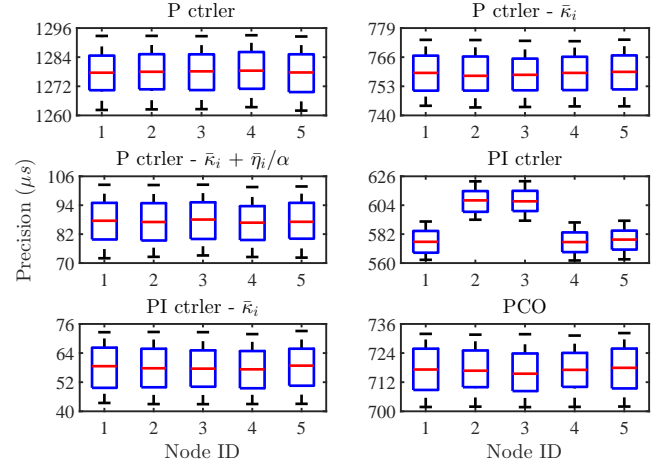 P ctrler
1296
1284
1272
1260
1 2 3 4 5
P ctrler - κ̄ᵢ
779
766
753
740
1 2 3 4 5
Precision (μs)
P ctrler - κ̄ᵢ + η̄ᵢ/α
106
94
82
70
1 2 3 4 5
PI ctrler
626
604
582
560
1 2 3 4 5
PI ctrler - κ̄ᵢ
76
64
52
40
1 2 3 4 5
Node ID
PCO
736
724
712
700
1 2 3 4 5
Node ID